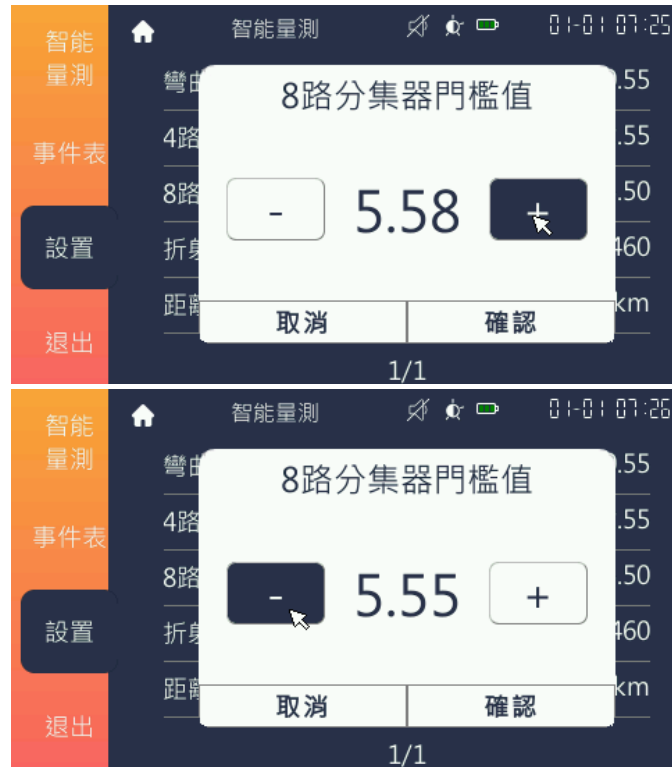 智能量測 01-01 07:25
智能
量測
事件表
設置
退出
彎曲 .55
8路分集器門檻值
4路 .55
8路 .50
- 5.58 +
折射 460
距離 km
取消 確認
1/1
智能量測 01-01 07:26
智能
量測
事件表
設置
退出
彎曲 .55
8路分集器門檻值
4路 .55
8路 .50
- 5.55 +
折射 460
距離 km
取消 確認
1/1